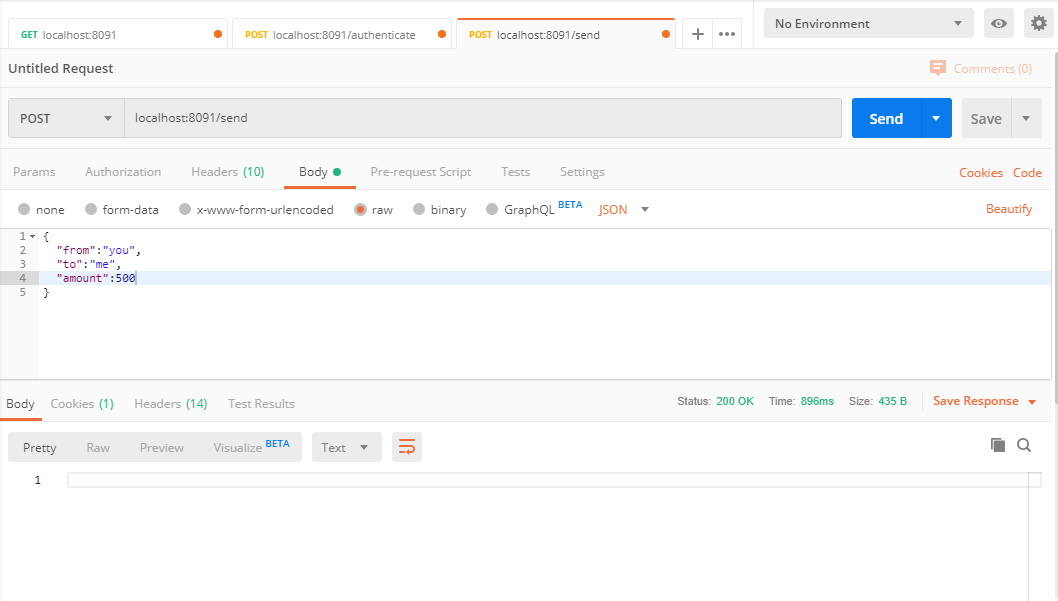 GET localhost:8091
POST localhost:8091/authenticate
POST localhost:8091/send
No Environment
Untitled Request
Comments (0)
POST
localhost:8091/send
Send
Save
Params
Authorization
Headers (10)
Body
Pre-request Script
Tests
Settings
Cookies
Code
none
form-data
x-www-form-urlencoded
raw
binary
GraphQL BETA
JSON
Beautify
1 {
2 "from":"you",
3 "to":"me",
4 "amount":500
5 }
Body
Cookies (1)
Headers (14)
Test Results
Status: 200 OK
Time: 896ms
Size: 435 B
Save Response
Pretty
Raw
Preview
Visualize BETA
Text
1